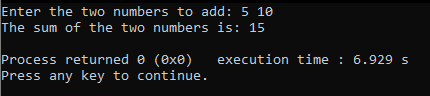 Enter the two numbers to add: 5 10
The sum of the two numbers is: 15
Process returned 0 (0x0)   execution time : 6.929 s
Press any key to continue.